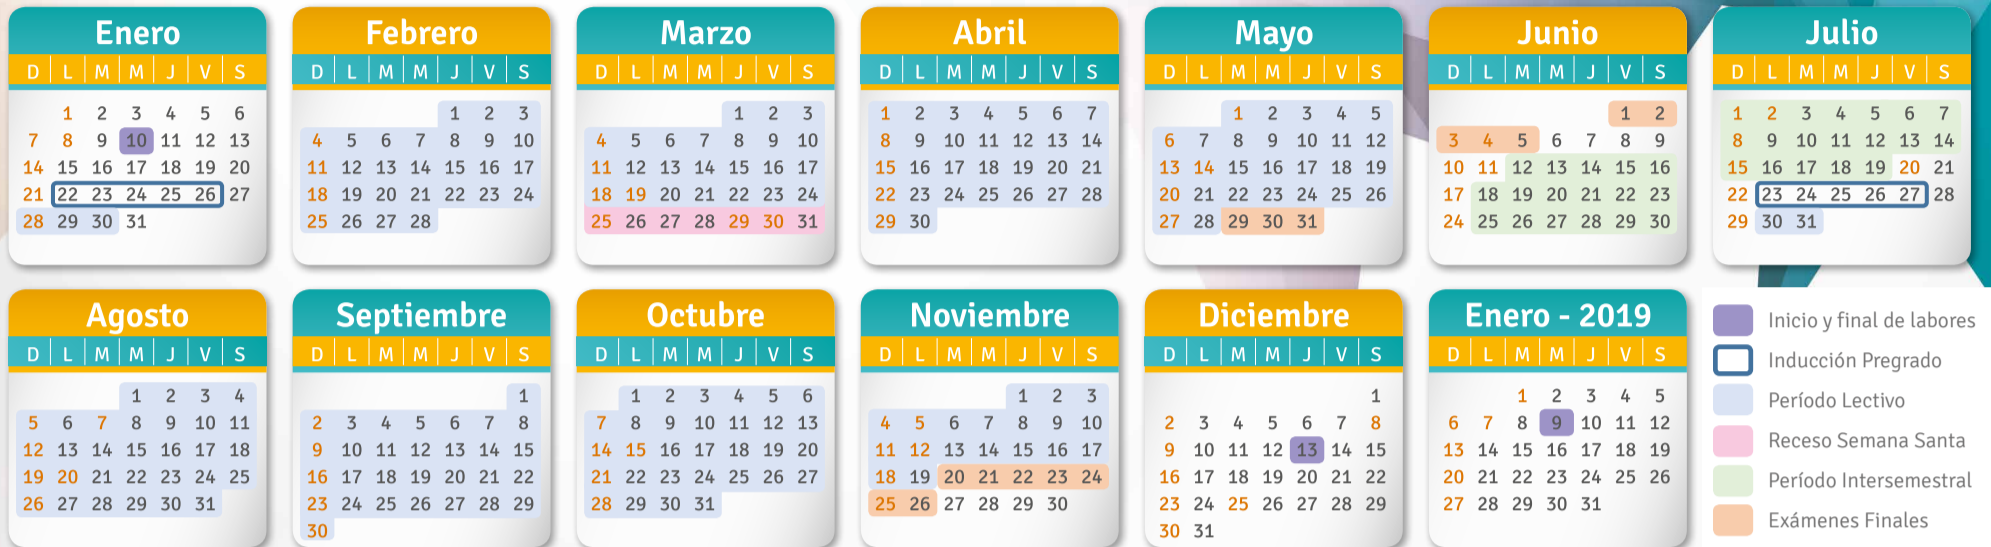 Enero
D L M M J V S
1 2 3 4 5 6
7 8 9 10 11 12 13
14 15 16 17 18 19 20
21 22 23 24 25 26 27
28 29 30 31
Febrero
D L M M J V S
1 2 3
4 5 6 7 8 9 10
11 12 13 14 15 16 17
18 19 20 21 22 23 24
25 26 27 28
Marzo
D L M M J V S
1 2 3
4 5 6 7 8 9 10
11 12 13 14 15 16 17
18 19 20 21 22 23 24
25 26 27 28 29 30 31
Abril
D L M M J V S
1 2 3 4 5 6 7
8 9 10 11 12 13 14
15 16 17 18 19 20 21
22 23 24 25 26 27 28
29 30
Mayo
D L M M J V S
1 2 3 4 5
6 7 8 9 10 11 12
13 14 15 16 17 18 19
20 21 22 23 24 25 26
27 28 29 30 31
Junio
D L M M J V S
1 2
3 4 5 6 7 8 9
10 11 12 13 14 15 16
17 18 19 20 21 22 23
24 25 26 27 28 29 30
Julio
D L M M J V S
1 2 3 4 5 6 7
8 9 10 11 12 13 14
15 16 17 18 19 20 21
22 23 24 25 26 27 28
29 30 31
Agosto
D L M M J V S
1 2 3 4
5 6 7 8 9 10 11
12 13 14 15 16 17 18
19 20 21 22 23 24 25
26 27 28 29 30 31
Septiembre
D L M M J V S
1
2 3 4 5 6 7 8
9 10 11 12 13 14 15
16 17 18 19 20 21 22
23 24 25 26 27 28 29
30
Octubre
D L M M J V S
1 2 3 4 5 6
7 8 9 10 11 12 13
14 15 16 17 18 19 20
21 22 23 24 25 26 27
28 29 30 31
Noviembre
D L M M J V S
1 2 3
4 5 6 7 8 9 10
11 12 13 14 15 16 17
18 19 20 21 22 23 24
25 26 27 28 29 30
Diciembre
D L M M J V S
1
2 3 4 5 6 7 8
9 10 11 12 13 14 15
16 17 18 19 20 21 22
23 24 25 26 27 28 29
30 31
Enero - 2019
D L M M J V S
1 2 3 4 5
6 7 8 9 10 11 12
13 14 15 16 17 18 19
20 21 22 23 24 25 26
27 28 29 30 31
Inicio y final de labores
Inducción Pregrado
Período Lectivo
Receso Semana Santa
Período Intersemestral
Exámenes Finales